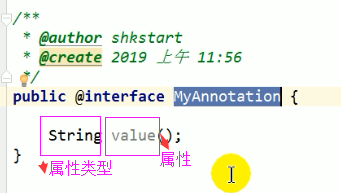 /**
* @author shkstart
* @create 2019 上午 11:56
*/
public @interface MyAnnotation {
String value();
属性
}
属性类型